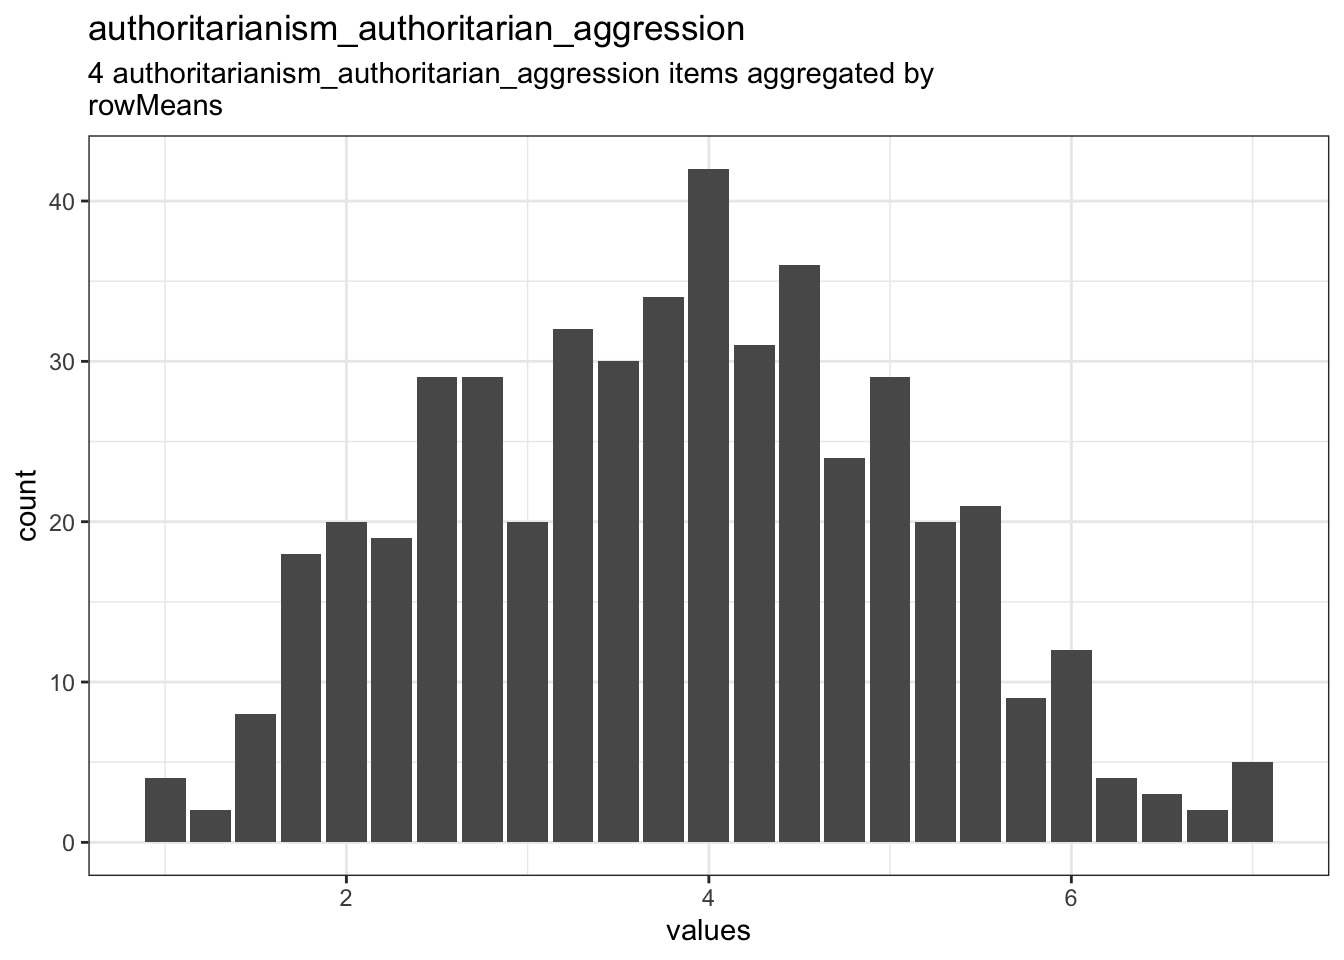 authoritarianism_authoritarian_aggression
4 authoritarianism_authoritarian_aggression items aggregated by
rowMeans
40
30
20
10
0
count
2 4 6
values